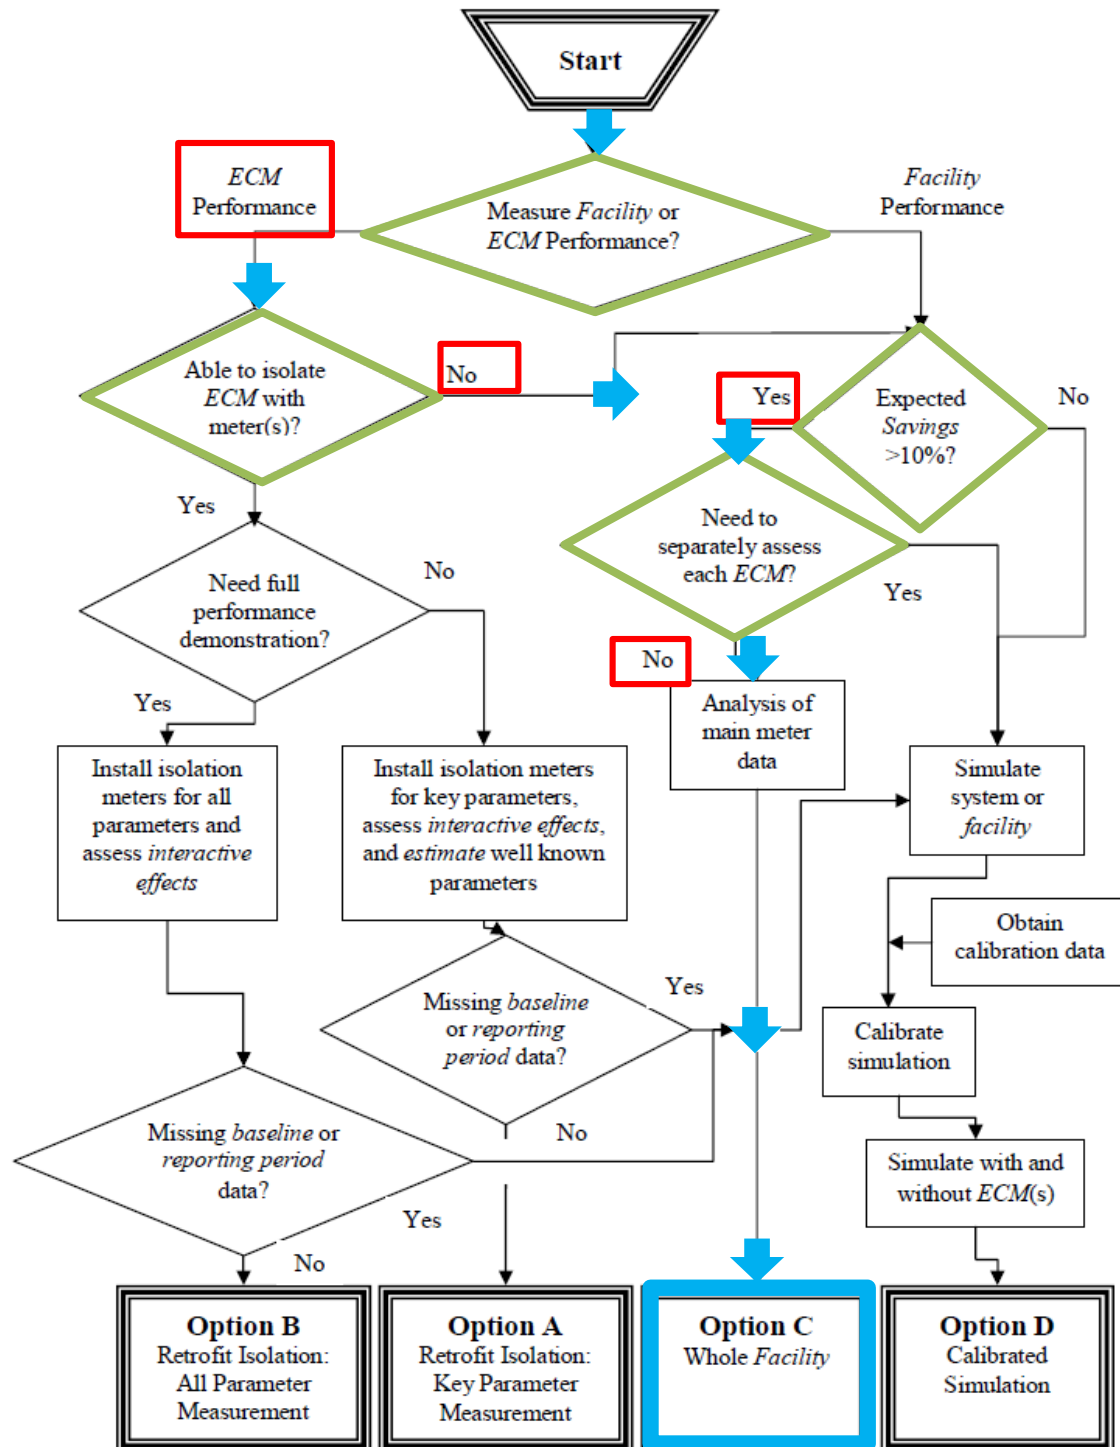 Start
ECM
Performance
Facility
Performance
Measure Facility or
ECM Performance?
Able to isolate
ECM with
meter(s)?
No
Yes
Expected
Savings
>10%?
No
Yes
Need to
separately assess
each ECM?
Yes
Need full
performance
demonstration?
No
No
Yes
Analysis of
main meter
data
Install isolation
meters for all
parameters and
assess interactive
effects
Install isolation meters
for key parameters,
assess interactive effects,
and estimate well known
parameters
Simulate
system or
facility
Obtain
calibration data
Missing baseline
or reporting
period data?
Yes
Calibrate
simulation
No
Missing baseline or
reporting period
data?
Simulate with and
without ECM(s)
Yes
No
Option B
Retrofit Isolation:
All Parameter
Measurement
Option A
Retrofit Isolation:
Key Parameter
Measurement
Option C
Whole Facility
Option D
Calibrated
Simulation